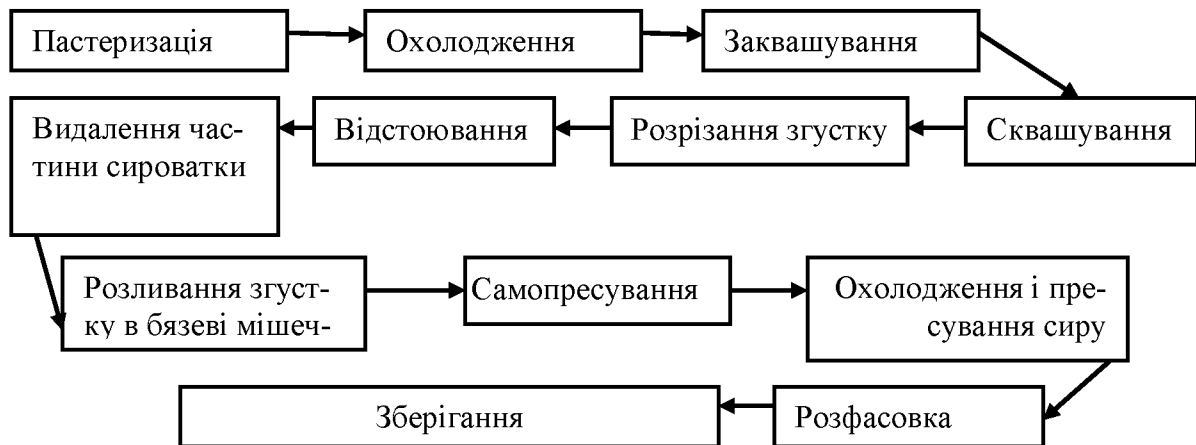 Пастеризація
Охолодження
Заквашування
Сквашування
Розрізання згустку
Відстоювання
Видалення час-
тини сироватки
Розливання згуст-
ку в бязеві мішеч-
Самопресування
Охолодження і пре-
сування сиру
Розфасовка
Зберігання